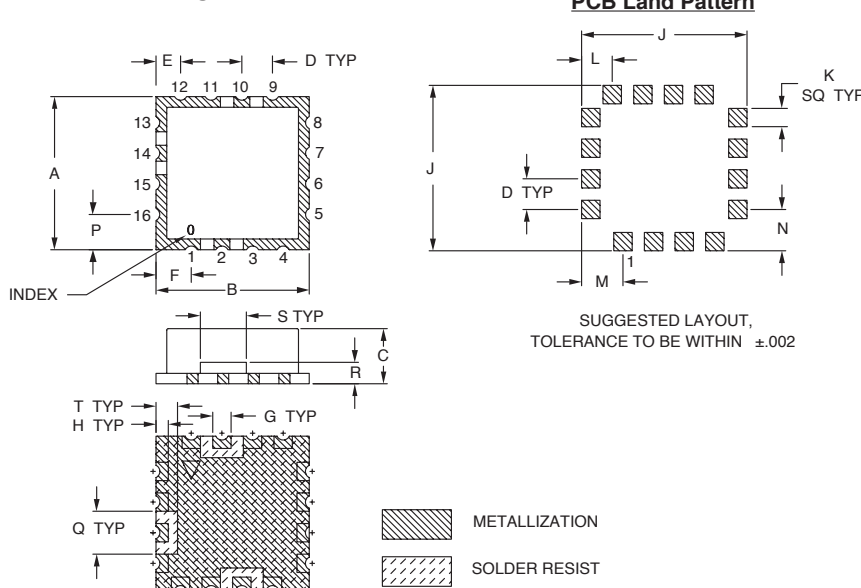 PCB Land Pattern
E
D TYP
12 11 10 9
13
14
15
16
8
7
6
5
A
P
0
1 2 3 4
F
B
INDEX
J
L
K
SQ TYP
J
D TYP
N
1
M
SUGGESTED LAYOUT,
TOLERANCE TO BE WITHIN ±.002
S TYP
C
R
T TYP
H TYP
G TYP
Q TYP
METALLIZATION
SOLDER RESIST